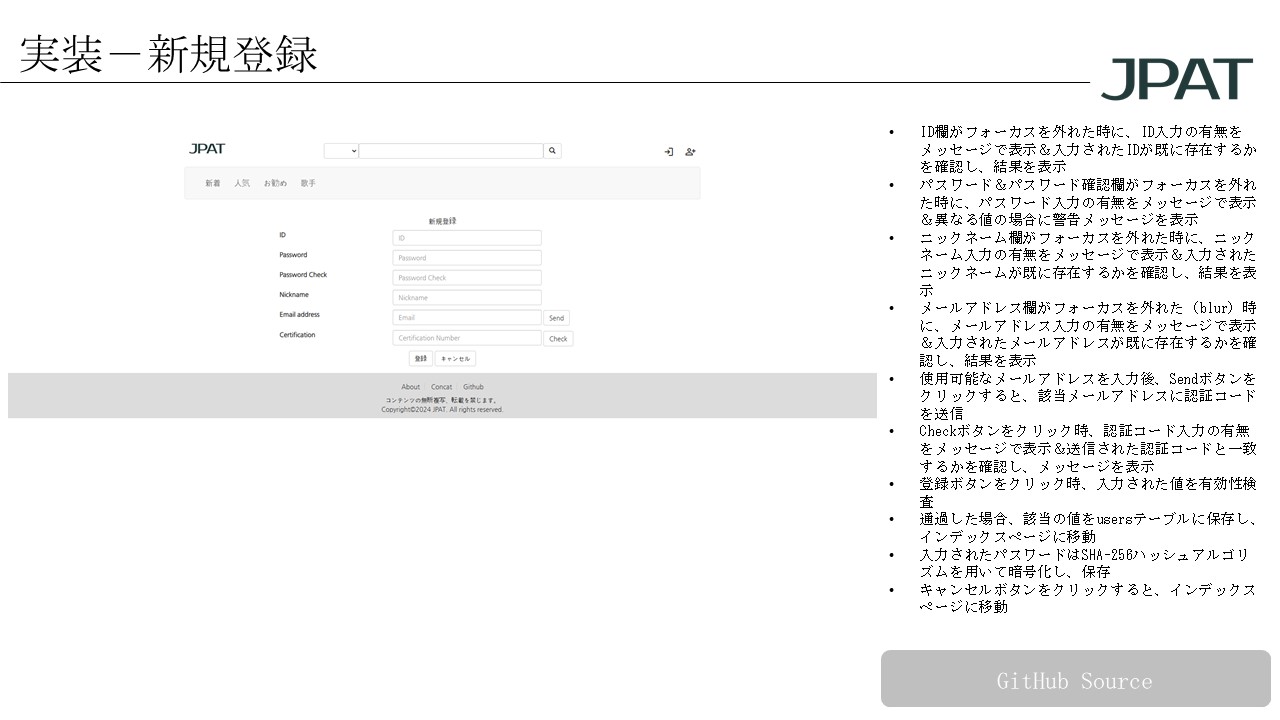 実装－新規登録
JPAT
JPAT
新着 人気 お勧め 歌手
新規登録
ID ID
Password Password
Password Check Password Check
Nickname Nickname
Email address Email Send
Certification Certification Number Check
登録 キャンセル
About Concat Github
コンテンツの無断複写、転載を禁じます。
Copyright©2024 JPAT. All rights reserved.
• ID欄がフォーカスを外れた時に、ID入力の有無を
メッセージで表示＆入力されたIDが既に存在するか
を確認し、結果を表示
• パスワード＆パスワード確認欄がフォーカスを外れ
た時に、パスワード入力の有無をメッセージで表示
＆異なる値の場合に警告メッセージを表示
• ニックネーム欄がフォーカスを外れた時に、ニック
ネーム入力の有無をメッセージで表示＆入力された
ニックネームが既に存在するかを確認し、結果を表
示
• メールアドレス欄がフォーカスを外れた（blur）時
に、メールアドレス入力の有無をメッセージで表示
＆入力されたメールアドレスが既に存在するかを確
認し、結果を表示
• 使用可能なメールアドレスを入力後、Sendボタンを
クリックすると、該当メールアドレスに認証コード
を送信
• Checkボタンをクリック時、認証コード入力の有無
をメッセージで表示＆送信された認証コードと一致
するかを確認し、メッセージを表示
• 登録ボタンをクリック時、入力された値を有効性検
査
• 通過した場合、該当の値をusersテーブルに保存し、
インデックスページに移動
• 入力されたパスワードはSHA-256ハッシュアルゴリ
ズムを用いて暗号化し、保存
• キャンセルボタンをクリックすると、インデックス
ページに移動
GitHub Source